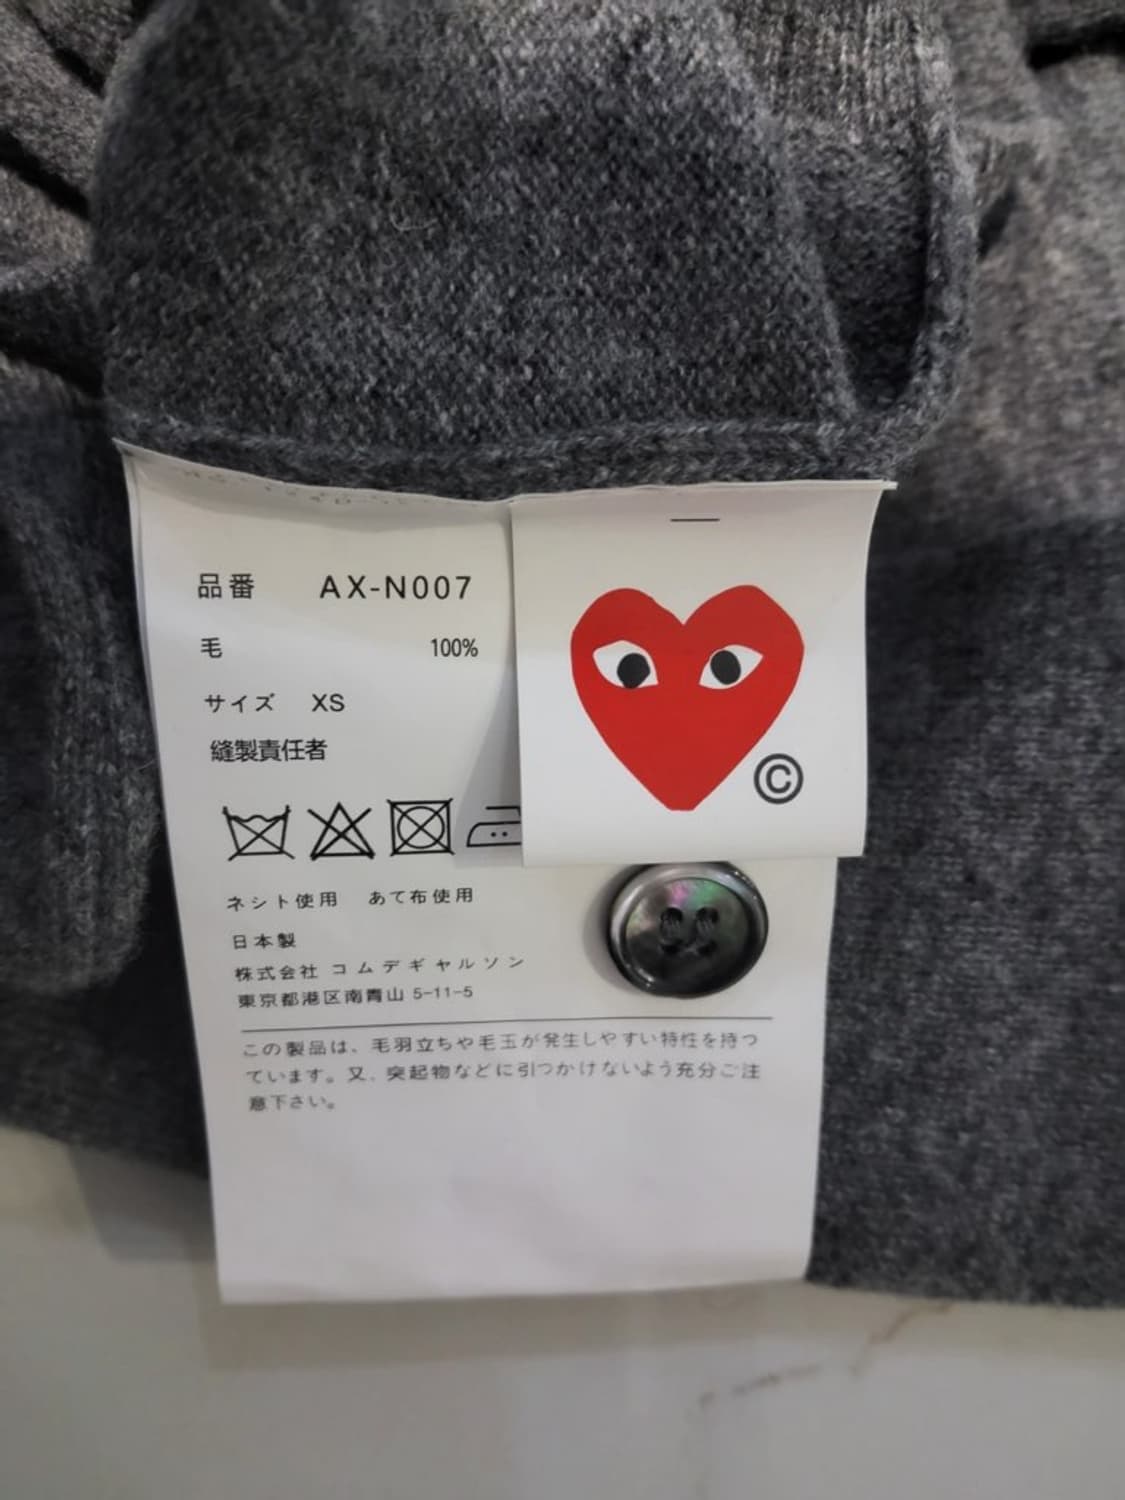 品番 AX-N007
毛 100%
サイズ XS
縫製責任者
©
ネシト使用 あて布使用
日本製
株式会社 コムデギャルソン
東京都港区南青山 5-11-5
この製品は、毛羽立ちや毛玉が発生しやすい特性を持つ
ています。又、突起物などに引つかけないよう充分ご注
意下さい。